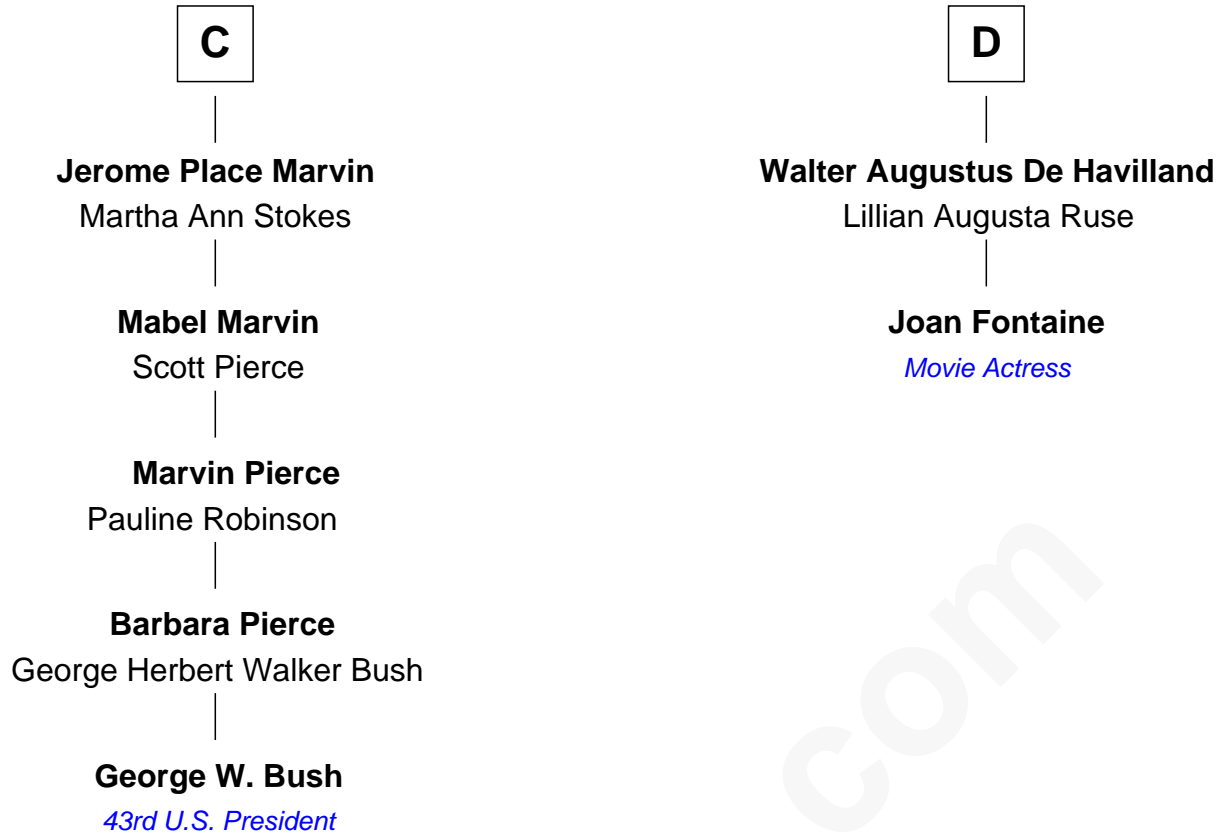 C
Jerome Place Marvin
Martha Ann Stokes
Mabel Marvin
Scott Pierce
Marvin Pierce
Pauline Robinson
Barbara Pierce
George Herbert Walker Bush
George W. Bush
43rd U.S. President
D
Walter Augustus De Havilland
Lillian Augusta Ruse
Joan Fontaine
Movie Actress
com